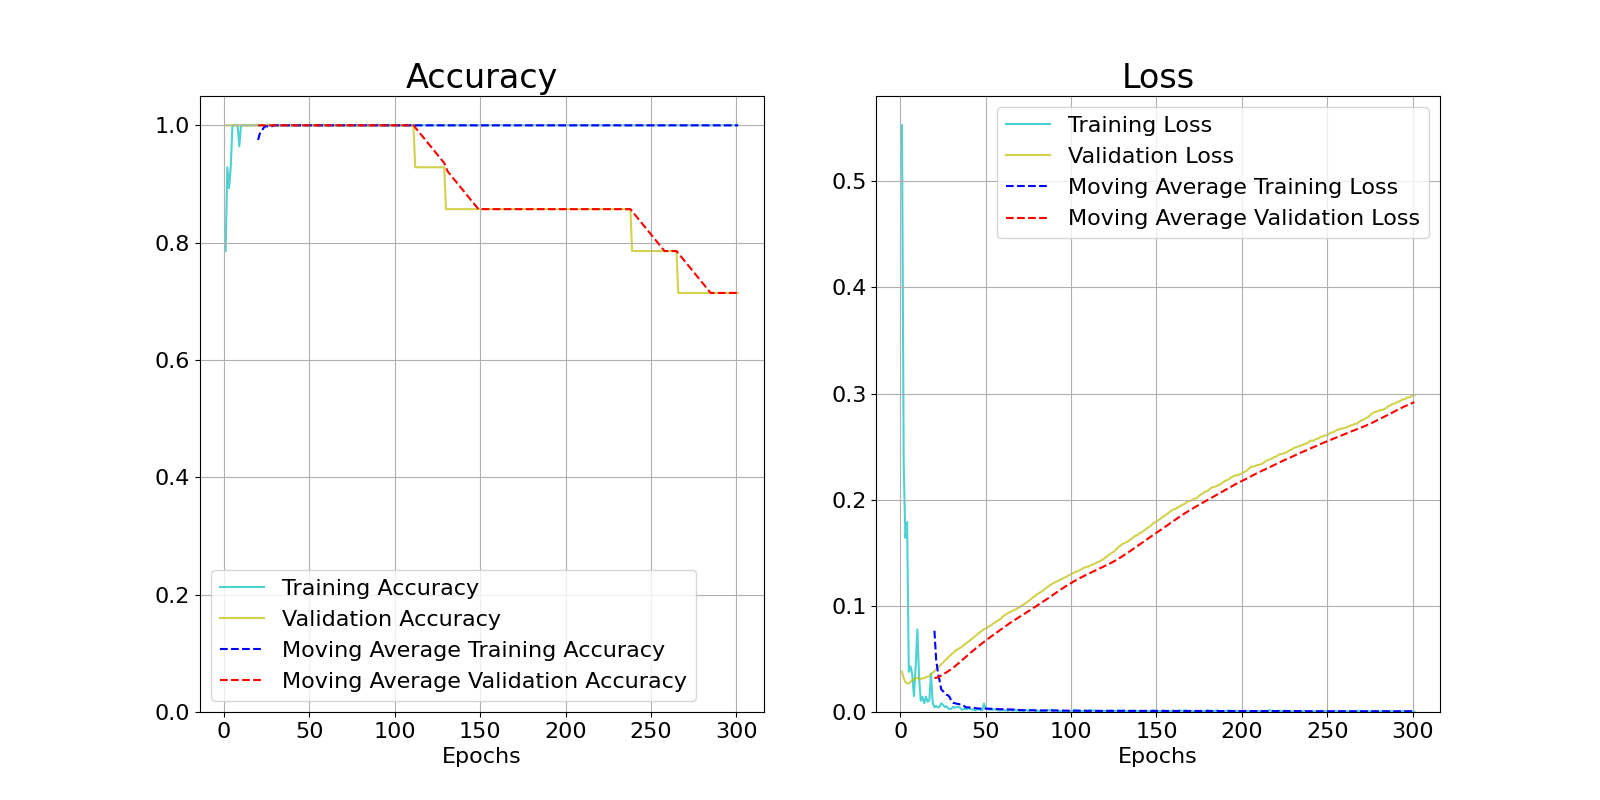 Accuracy
1.0
0.8
0.6
0.4
0.2
0.0
Training Accuracy
Validation Accuracy
Moving Average Training Accuracy
Moving Average Validation Accuracy
0 50 100 150 200 250 300
Epochs
Loss
Training Loss
Validation Loss
Moving Average Training Loss
Moving Average Validation Loss
0.5
0.4
0.3
0.2
0.1
0.0
0 50 100 150 200 250 300
Epochs